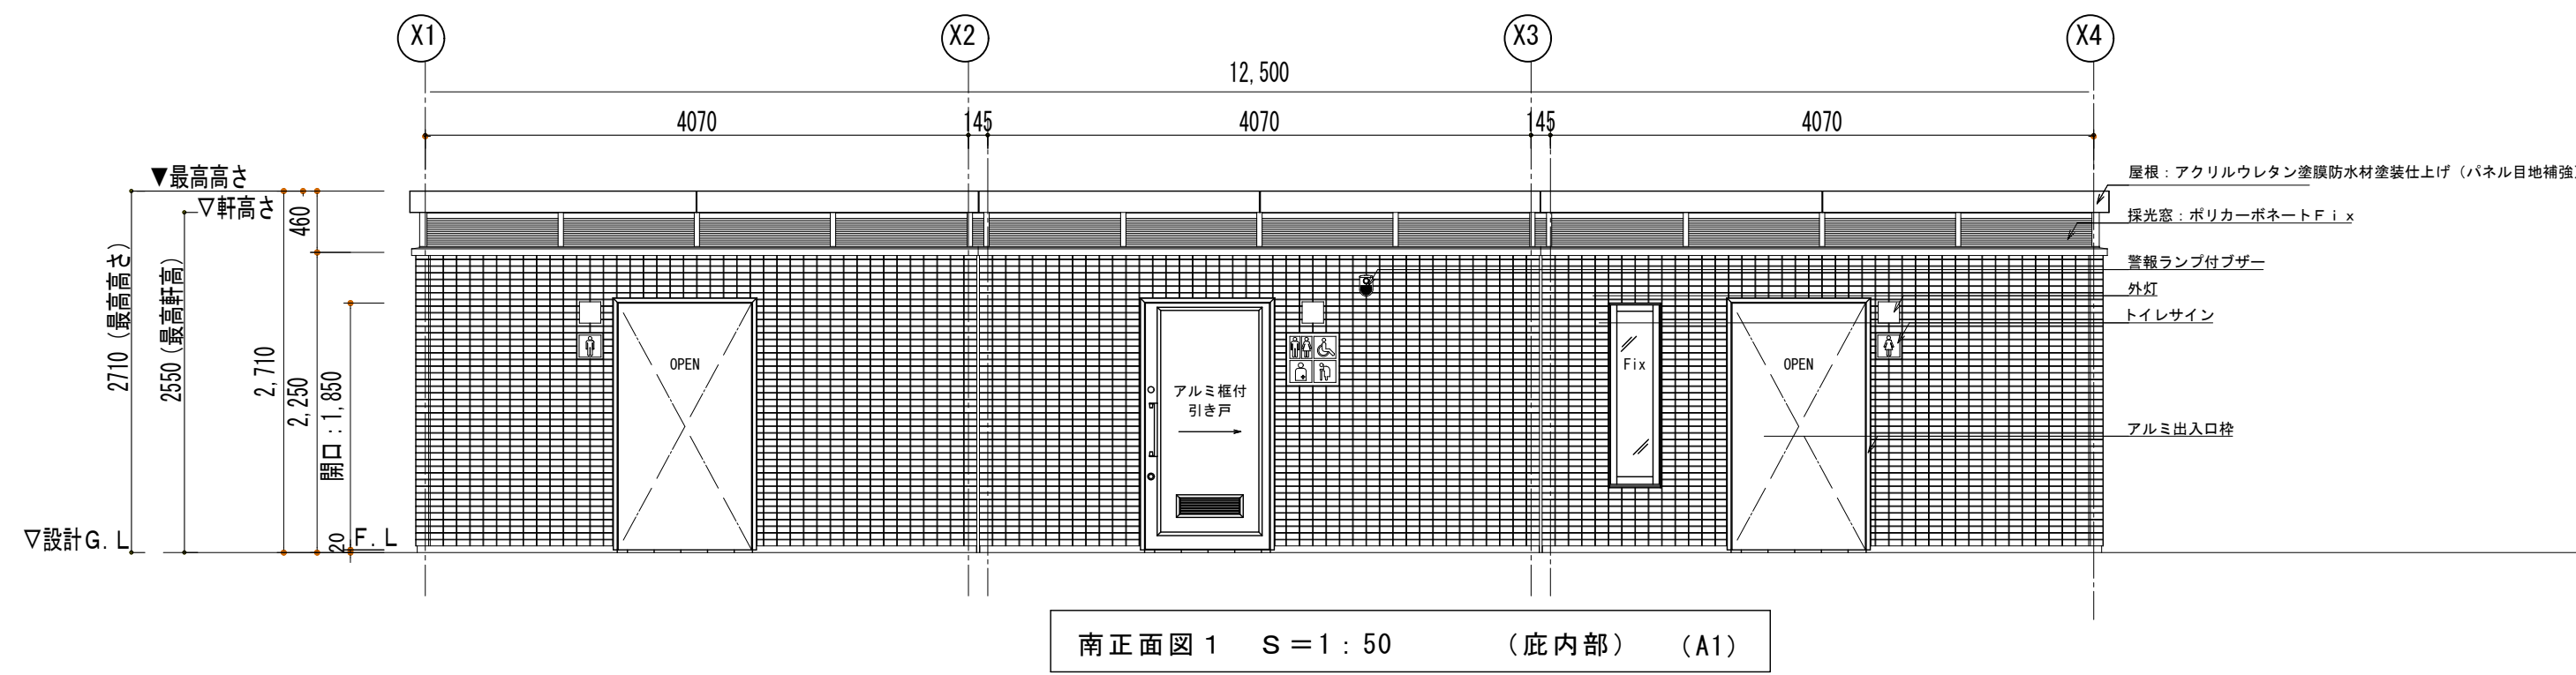 X1
X2
X3
X4
12,500
4070
145
4070
145
4070
▼最高高さ
▽軒高さ
460
2710 (最高高さ)
2550 (最高軒高)
2,710
2,250
開口:1,850
20
F.L
▽設計G.L
屋根:アクリルウレタン塗膜防水材塗装仕上げ(パネル目地補強)
採光窓:ポリカーボネートFix
警報ランプ付ブザー
外灯
トイレサイン
アルミ出入口枠
OPEN
アルミ框付
引き戸
Fix
OPEN
南正面図1 S=1:50 (庇内部) (A1)